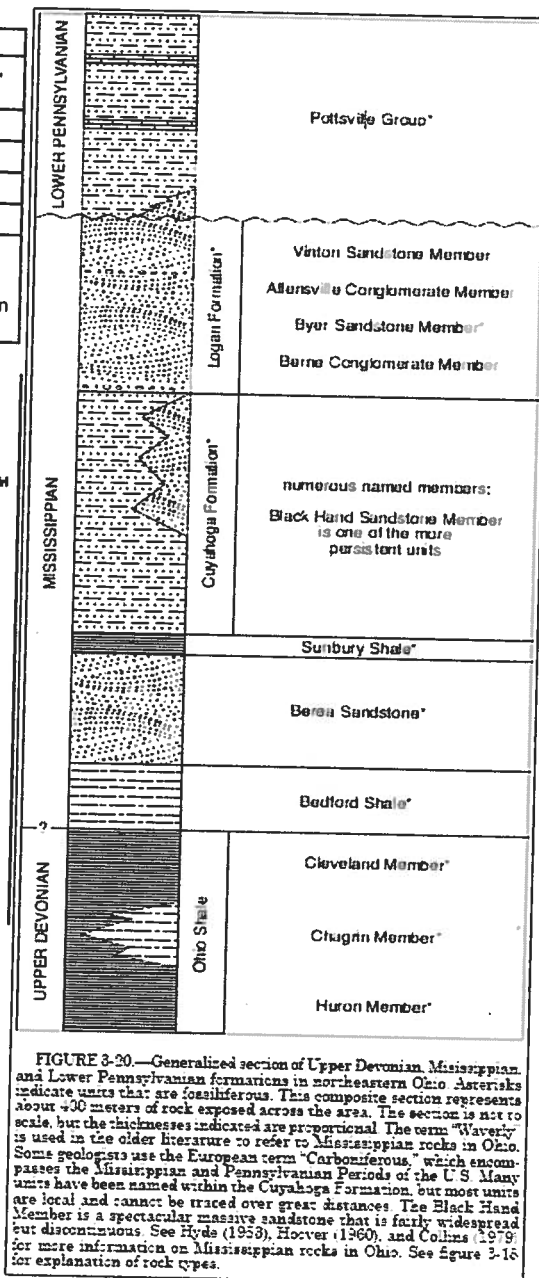 LOWER PENNSYLVANIAN
Pottsville Group*
MISSISSIPPIAN
Logan Formation*
Vinton Sandstone Member
Allensville Conglomerate Member
Byer Sandstone Member*
Berne Conglomerate Member
Cuyahoga Formation*
numerous named members:
Black Hand Sandstone Member
is one of the more
persistent units
Sunbury Shale*
Berea Sandstone*
Bedford Shale*
?
UPPER DEVONIAN
Ohio Shale
Cleveland Member*
Chagrin Member*
Huron Member*
FIGURE 3-20.—Generalized section of Upper Devonian, Missisippian,
and Lower Pennsylvanian formations in northeastern Ohio. Asterisks
indicate units that are fossiliferous. This composite section represents
about 400 meters of rock exposed across the area. The section is not to
scale, but the thicknesses indicated are proportional. The term "Waverly"
is used in the older literature to refer to Mississippian rocks in Ohio.
Some geologists use the European term "Carboniferous," which encom-
passes the Missisippian and Pennsylvanian Periods of the U.S. Many
units have been named within the Cuyahoga Formation, but most units
are local and cannot be traced over great distances. The Black Hand
Member is a spectacular massive sandstone that is fairly widespread
but discontinuous. See Hyde (1953), Hoover (1960), and Collins (1979)
for more information on Mississippian rocks in Ohio. See figure 3-16
for explanation of rock types.